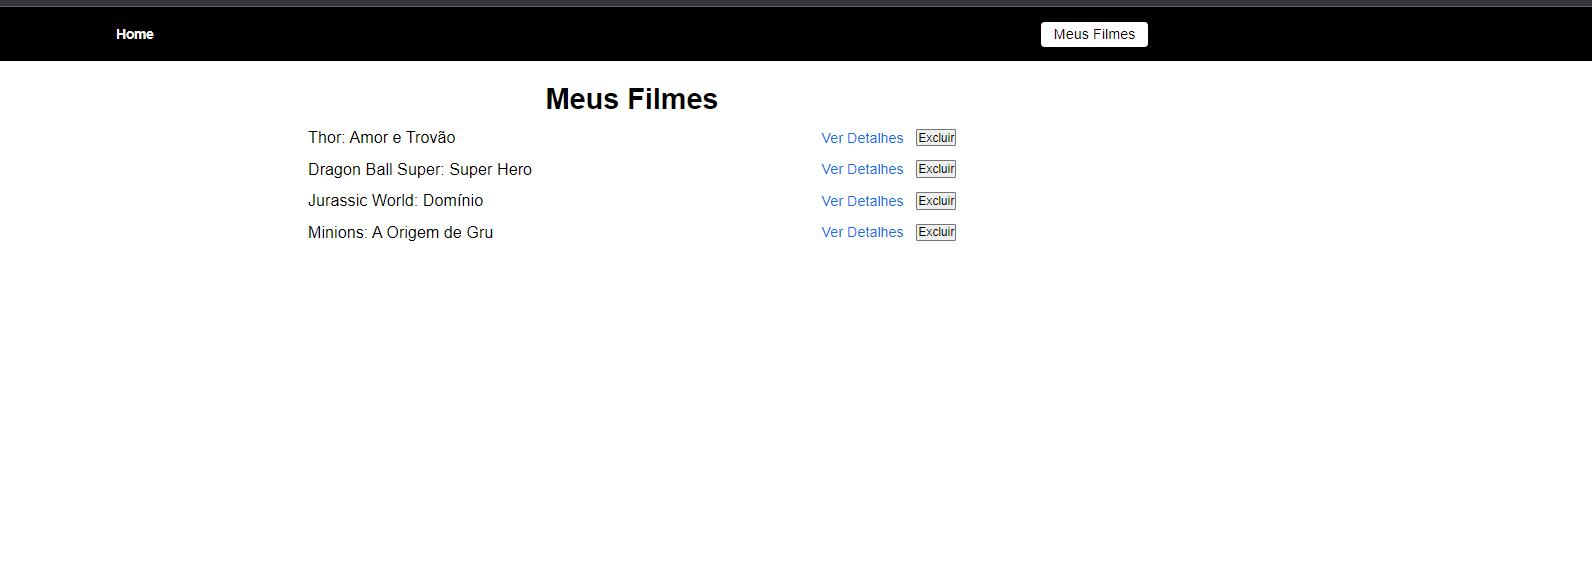 Home Meus Filmes
Meus Filmes
Thor: Amor e Trovão Ver Detalhes Excluir
Dragon Ball Super: Super Hero Ver Detalhes Excluir
Jurassic World: Domínio Ver Detalhes Excluir
Minions: A Origem de Gru Ver Detalhes Excluir